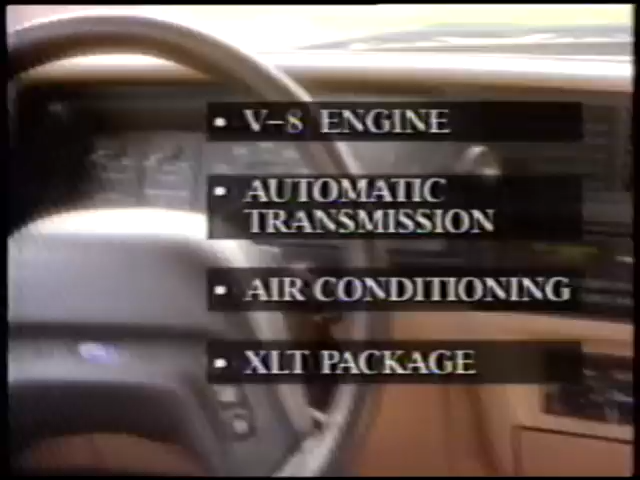 • V-8 ENGINE
• AUTOMATIC
TRANSMISSION
• AIR CONDITIONING
• XLT PACKAGE